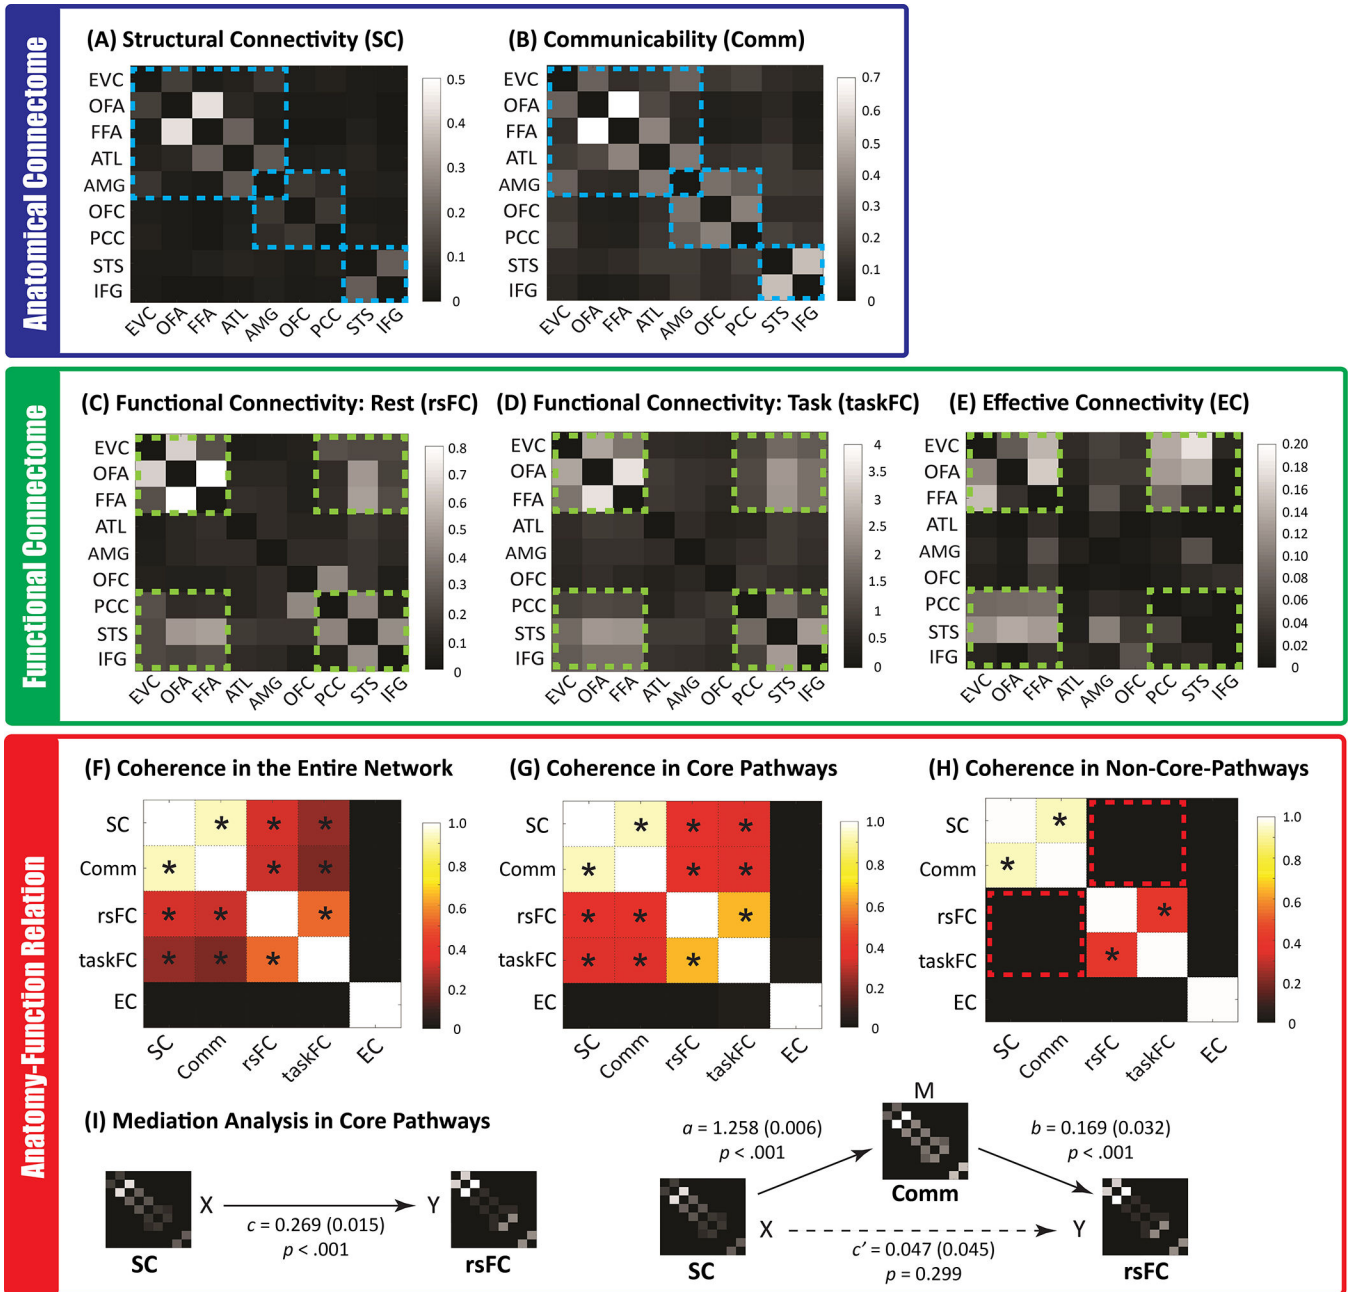 Anatomical Connectome
(A) Structural Connectivity (SC)
EVC
OFA
FFA
ATL
AMG
OFC
PCC
STS
IFG
EVC OFA FFA ATL AMG OFC PCC STS IFG
0.5
0.4
0.3
0.2
0.1
0
(B) Communicability (Comm)
EVC
OFA
FFA
ATL
AMG
OFC
PCC
STS
IFG
EVC OFA FFA ATL AMG OFC PCC STS IFG
0.7
0.6
0.5
0.4
0.3
0.2
0.1
0
Functional Connectome
(C) Functional Connectivity: Rest (rsFC)
EVC
OFA
FFA
ATL
AMG
OFC
PCC
STS
IFG
EVC OFA FFA ATL AMG OFC PCC STS IFG
0.8
0.7
0.6
0.5
0.4
0.3
0.2
0.1
0
(D) Functional Connectivity: Task (taskFC)
EVC
OFA
FFA
ATL
AMG
OFC
PCC
STS
IFG
EVC OFA FFA ATL AMG OFC PCC STS IFG
4
3.5
3
2.5
2
1.5
1
0.5
0
(E) Effective Connectivity (EC)
EVC
OFA
FFA
ATL
AMG
OFC
PCC
STS
IFG
EVC OFA FFA ATL AMG OFC PCC STS IFG
0.20
0.18
0.16
0.14
0.12
0.10
0.08
0.06
0.04
0.02
0
Anatomy-Function Relation
(F) Coherence in the Entire Network
SC
* * *
Comm
* * *
rsFC
* * *
taskFC
* * *
EC
SC Comm rsFC taskFC EC
1.0
0.8
0.6
0.4
0.2
0
(G) Coherence in Core Pathways
SC
* * *
Comm
* * *
rsFC
* * *
taskFC
* * *
EC
SC Comm rsFC taskFC EC
1.0
0.8
0.6
0.4
0.2
0
(H) Coherence in Non-Core-Pathways
SC
*
Comm
*
rsFC
*
taskFC
*
EC
SC Comm rsFC taskFC EC
1.0
0.8
0.6
0.4
0.2
0
(I) Mediation Analysis in Core Pathways
X
Y
c = 0.269 (0.015)
p < .001
SC
rsFC
M
a = 1.258 (0.006)
p < .001
b = 0.169 (0.032)
p < .001
Comm
X
Y
c' = 0.047 (0.045)
p = 0.299
SC
rsFC